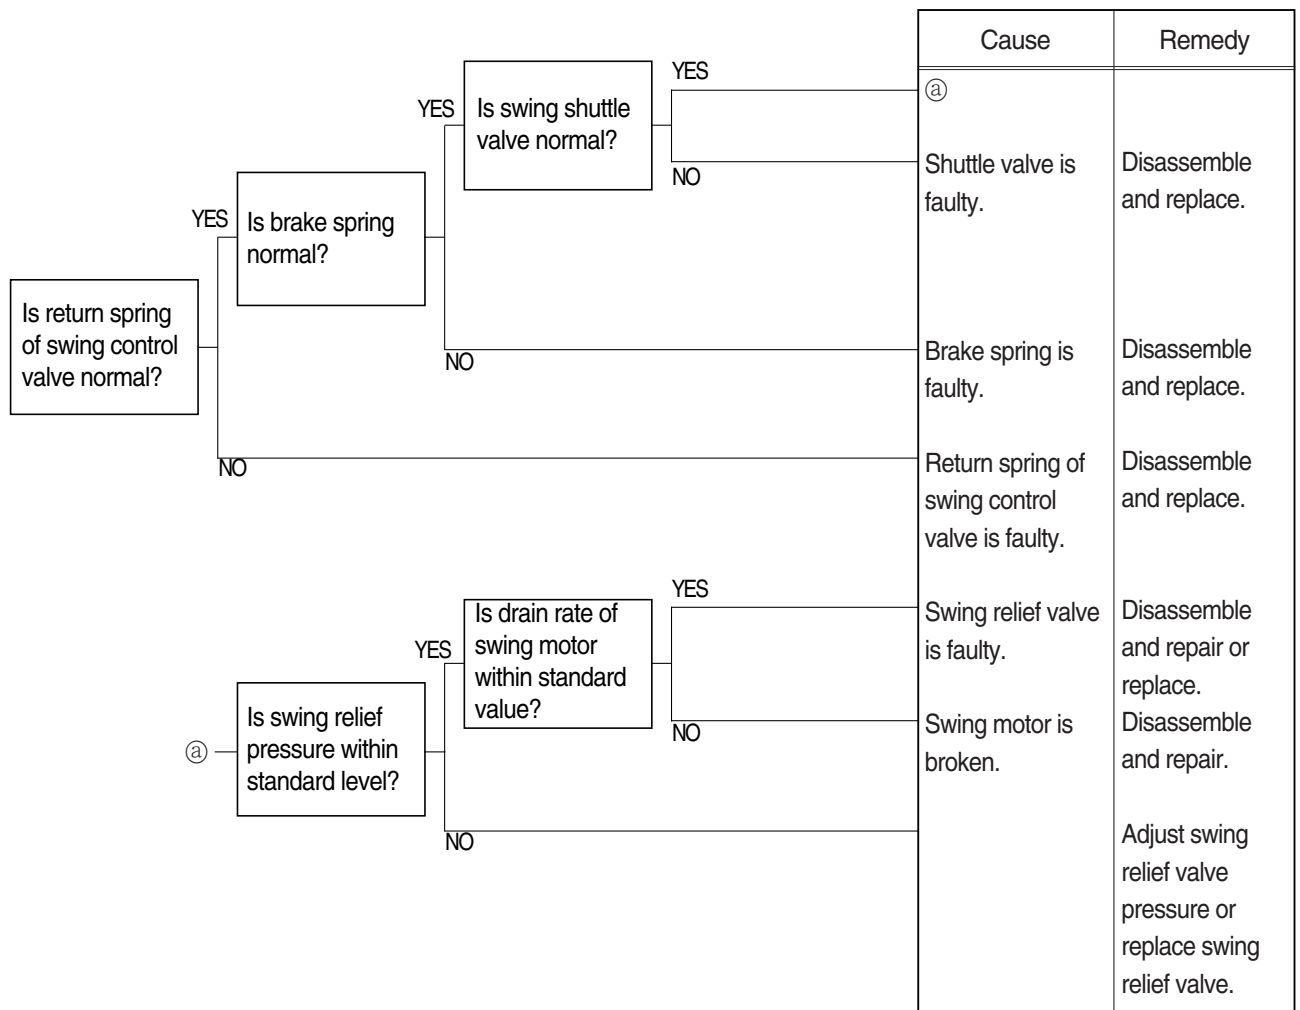 Cause
Remedy
YES
Is swing shuttle
valve normal?
YES
NO
ⓐ
Shuttle valve is
faulty.
Disassemble
and replace.
YES
Is brake spring
normal?
NO
Brake spring is
faulty.
Disassemble
and replace.
Is return spring
of swing control
valve normal?
NO
Return spring of
swing control
valve is faulty.
Disassemble
and replace.
YES
Is drain rate of
swing motor
within standard
value?
YES
NO
Swing relief valve
is faulty.
Disassemble
and repair or
replace.
Swing motor is
broken.
Disassemble
and repair.
ⓐ
Is swing relief
pressure within
standard level?
NO
Adjust swing
relief valve
pressure or
replace swing
relief valve.